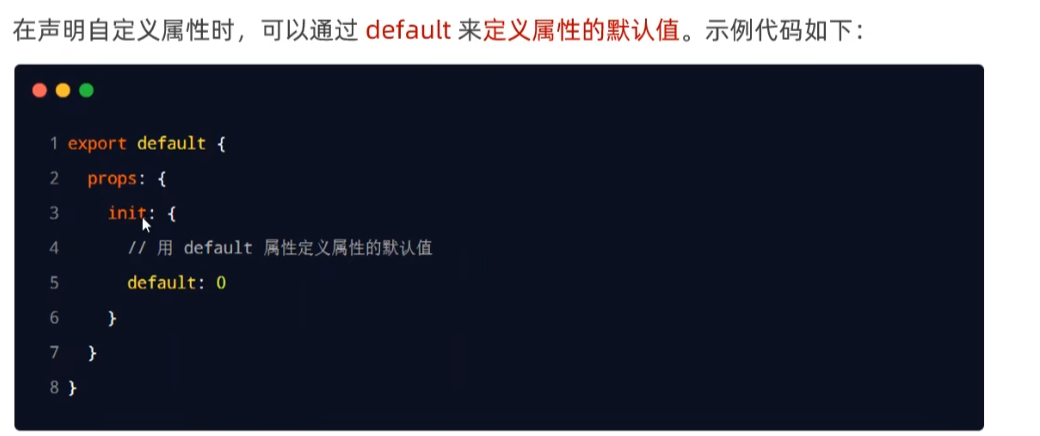 在声明自定义属性时，可以通过 default 来定义属性的默认值。示例代码如下：
1 export default {
2   props: {
3     init: {
4       // 用 default 属性定义属性的默认值
5       default: 0
6     }
7   }
8 }